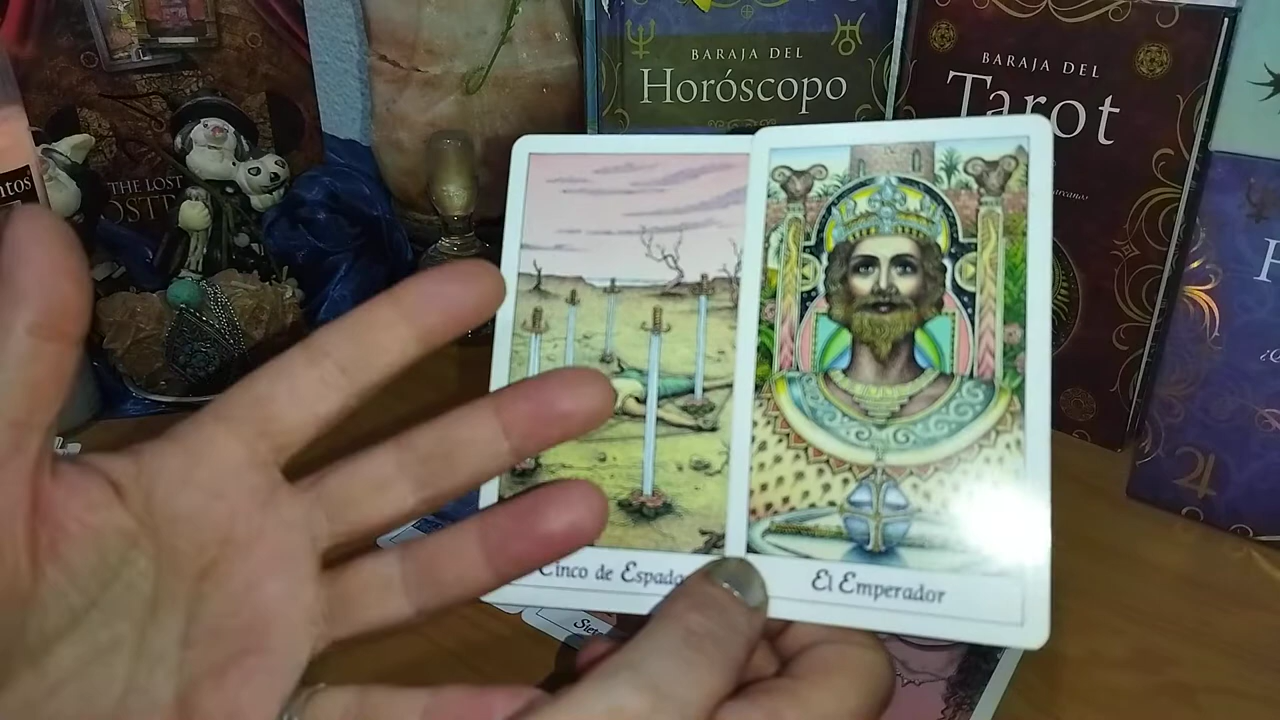 BARAJA DEL
Horóscopo
BARAJA DEL
Tarot
THE LOST
Cinco de Espadas
El Emperador